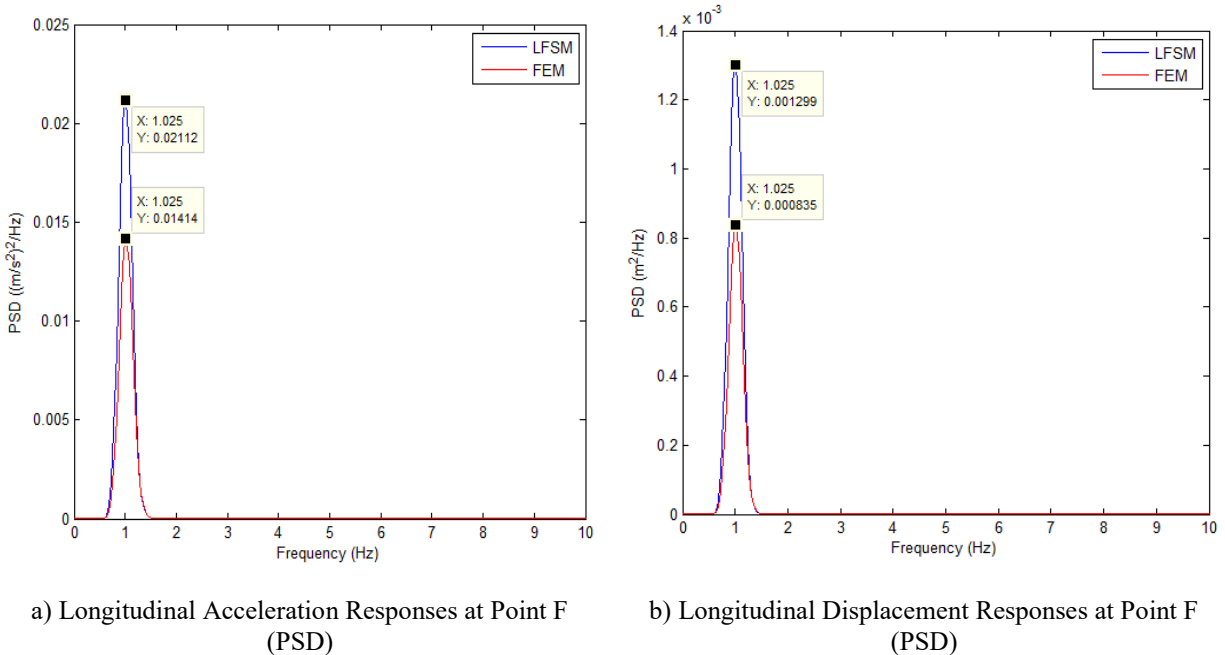 0.025
0.02
0.015
0.01
0.005
0
PSD ((m/s²)²/Hz)
LFSM
FEM
X: 1.025
Y: 0.02112
X: 1.025
Y: 0.01414
0 1 2 3 4 5 6 7 8 9 10
Frequency (Hz)
x 10⁻³
1.4
1.2
1
0.8
0.6
0.4
0.2
0
PSD (m²/Hz)
LFSM
FEM
X: 1.025
Y: 0.001299
X: 1.025
Y: 0.000835
0 1 2 3 4 5 6 7 8 9 10
Frequency (Hz)
a) Longitudinal Acceleration Responses at Point F
(PSD)
b) Longitudinal Displacement Responses at Point F
(PSD)